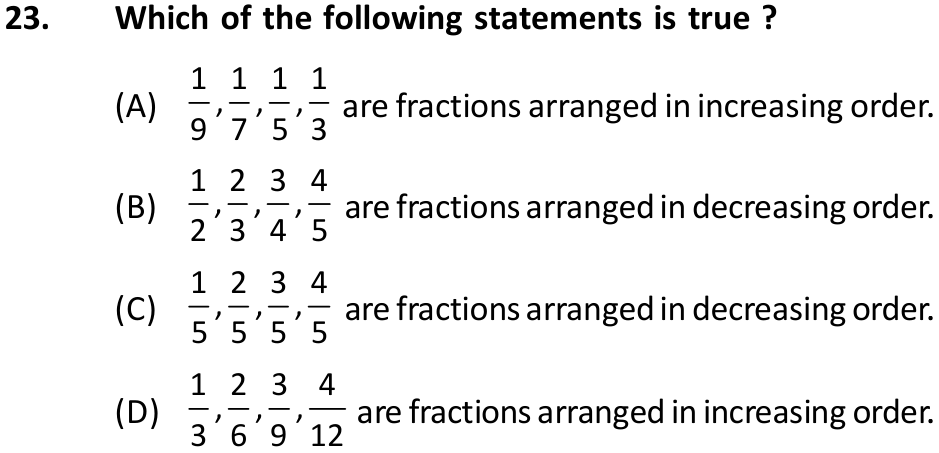 23. Which of the following statements is true ?
(A) 1/9, 1/7, 1/5, 1/3 are fractions arranged in increasing order.
(B) 1/2, 2/3, 3/4, 4/5 are fractions arranged in decreasing order.
(C) 1/5, 2/5, 3/5, 4/5 are fractions arranged in decreasing order.
(D) 1/3, 2/6, 3/9, 4/12 are fractions arranged in increasing order.